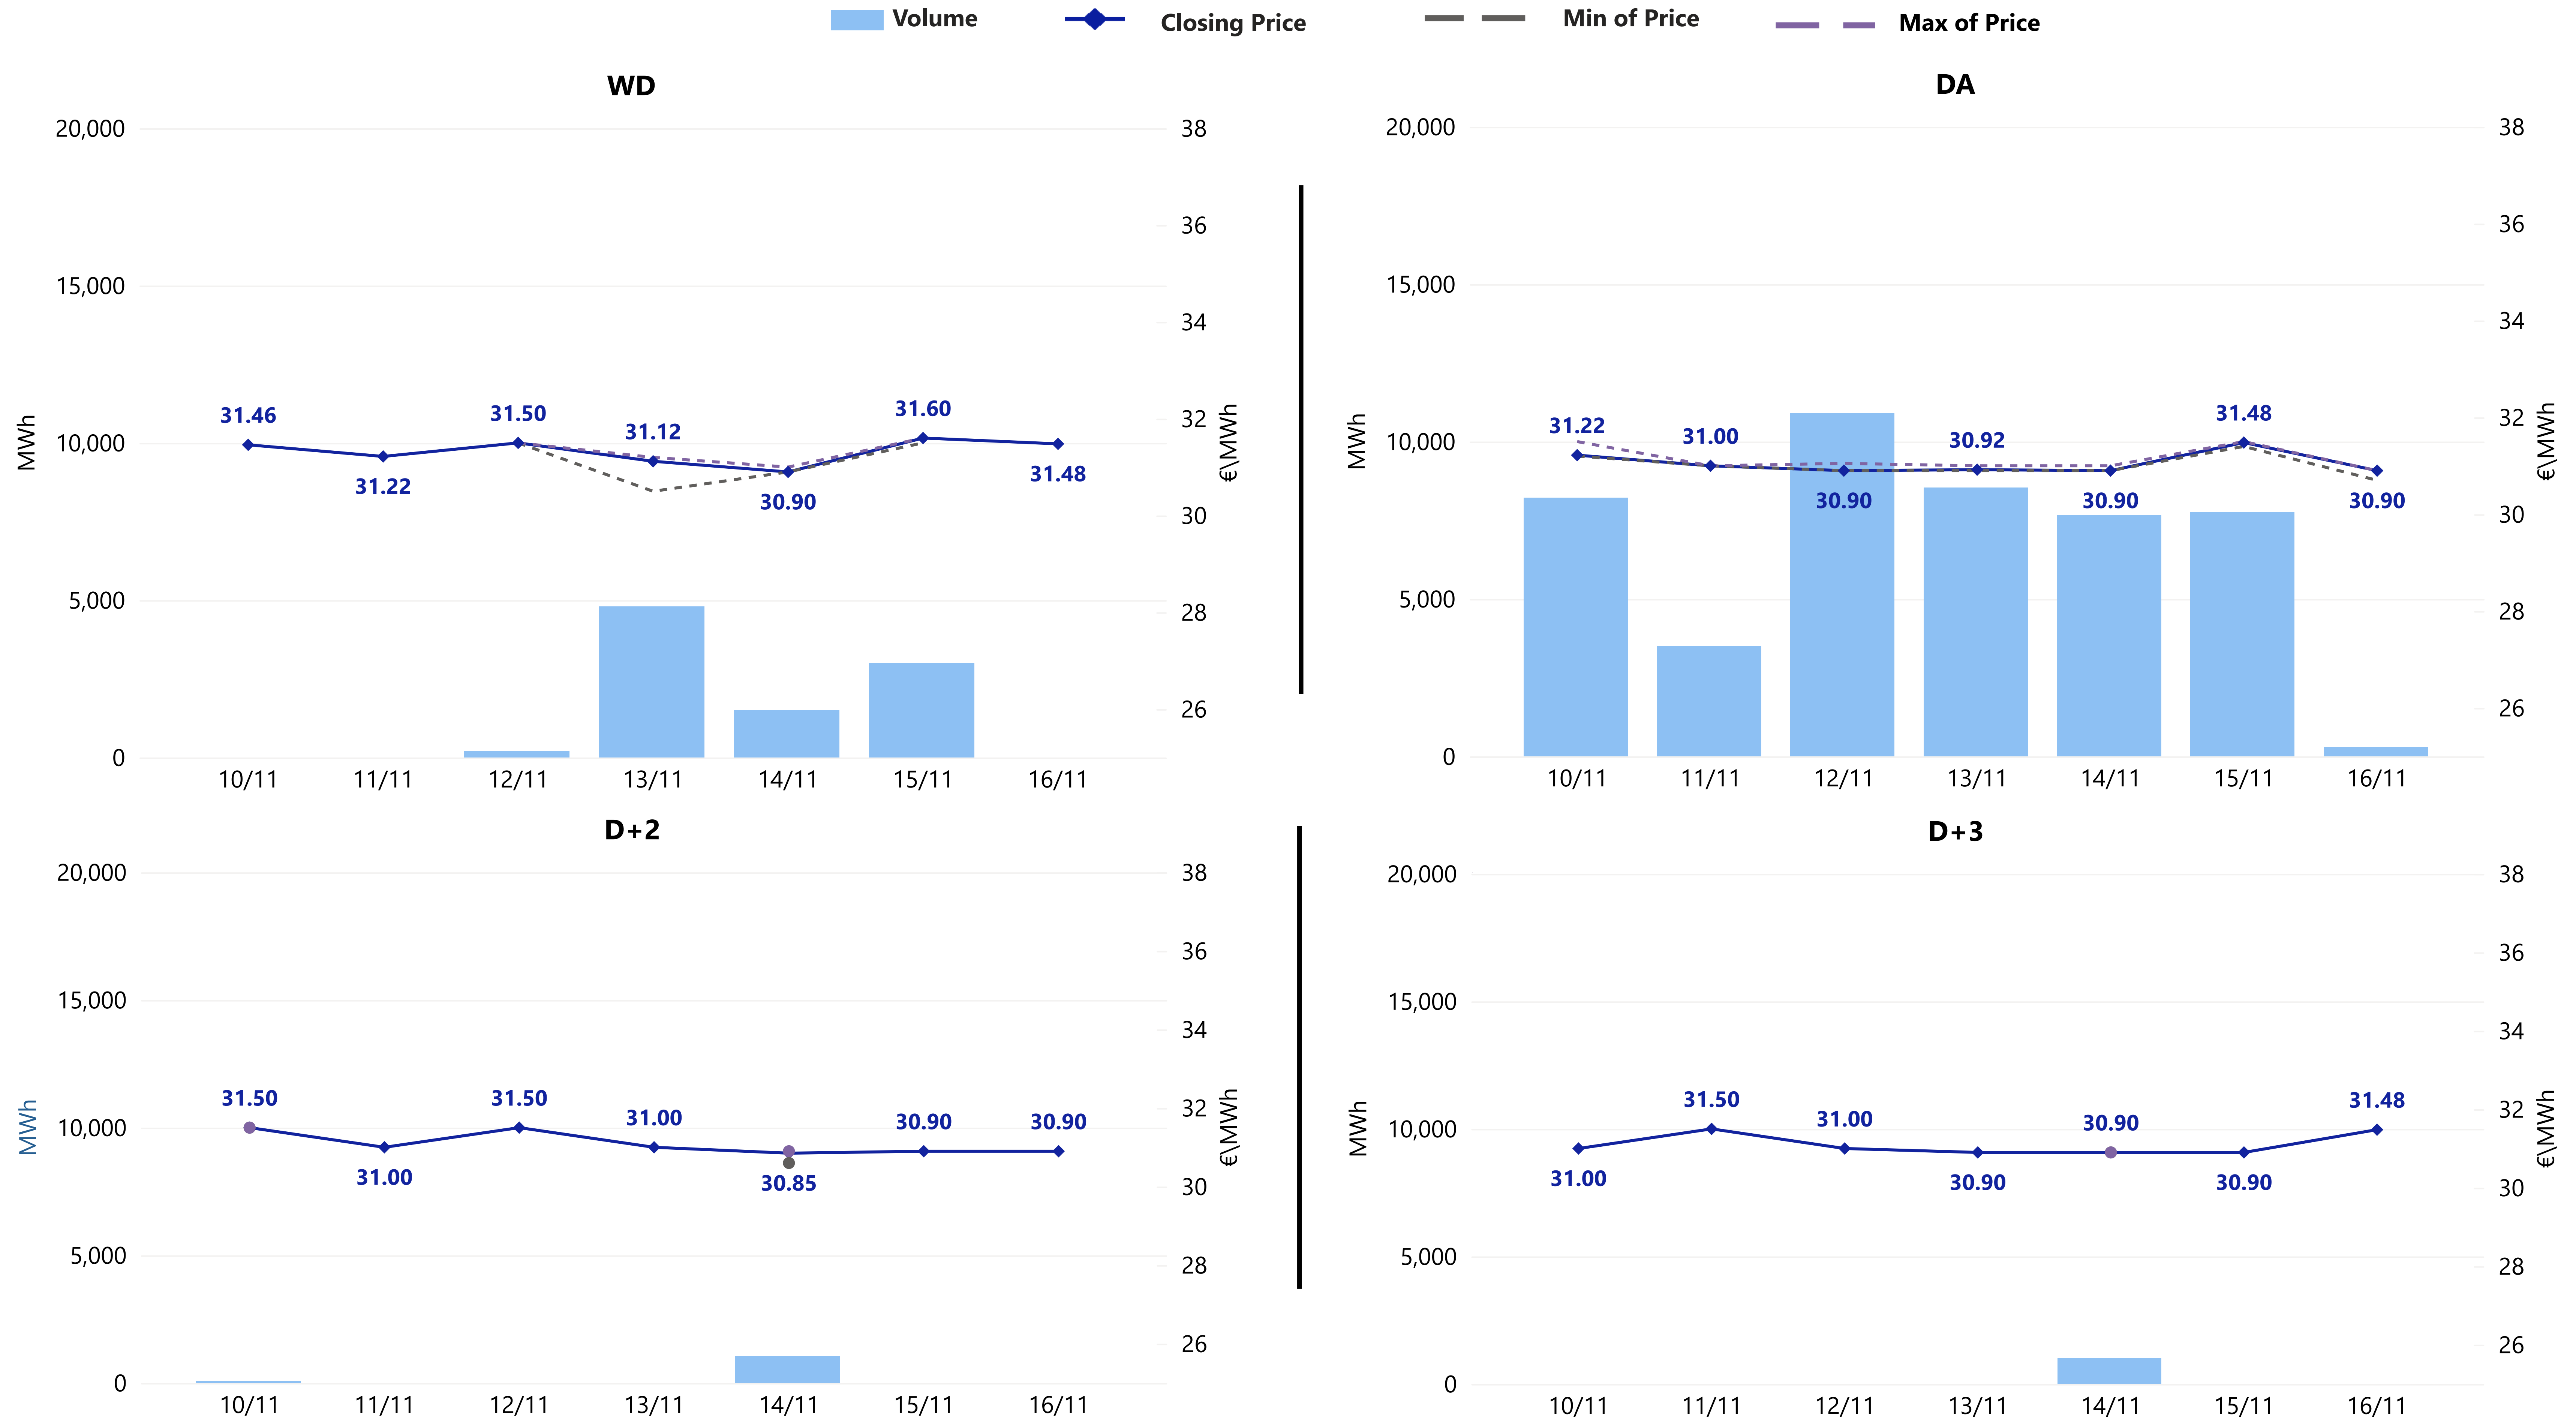 Volume Closing Price Min of Price Max of Price
WD
20,000
15,000
10,000
5,000
0
MWh
38
36
34
32
30
28
26
€\MWh
31.46 31.22 31.50 31.12 30.90 31.60 31.48
10/11 11/11 12/11 13/11 14/11 15/11 16/11
DA
20,000
15,000
10,000
5,000
0
MWh
38
36
34
32
30
28
26
€\MWh
31.22 31.00 30.90 30.92 30.90 31.48 30.90
10/11 11/11 12/11 13/11 14/11 15/11 16/11
D+2
20,000
15,000
10,000
5,000
0
MWh
38
36
34
32
30
28
26
€\MWh
31.50 31.00 31.50 31.00 30.85 30.90 30.90
10/11 11/11 12/11 13/11 14/11 15/11 16/11
D+3
20,000
15,000
10,000
5,000
0
MWh
38
36
34
32
30
28
26
€\MWh
31.00 31.50 31.00 30.90 30.90 30.90 31.48
10/11 11/11 12/11 13/11 14/11 15/11 16/11